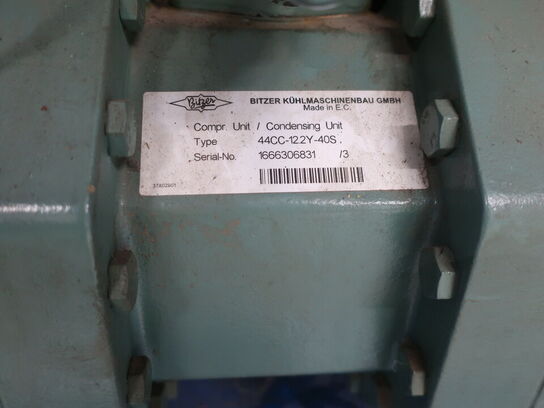 Bitzer
BITZER KÜHLMASCHINENBAU GMBH
Made in E.C.
Compr. Unit / Condensing Unit
Type 44CC-12.2Y-40S
Serial-No. 1666306831 /3
37402901